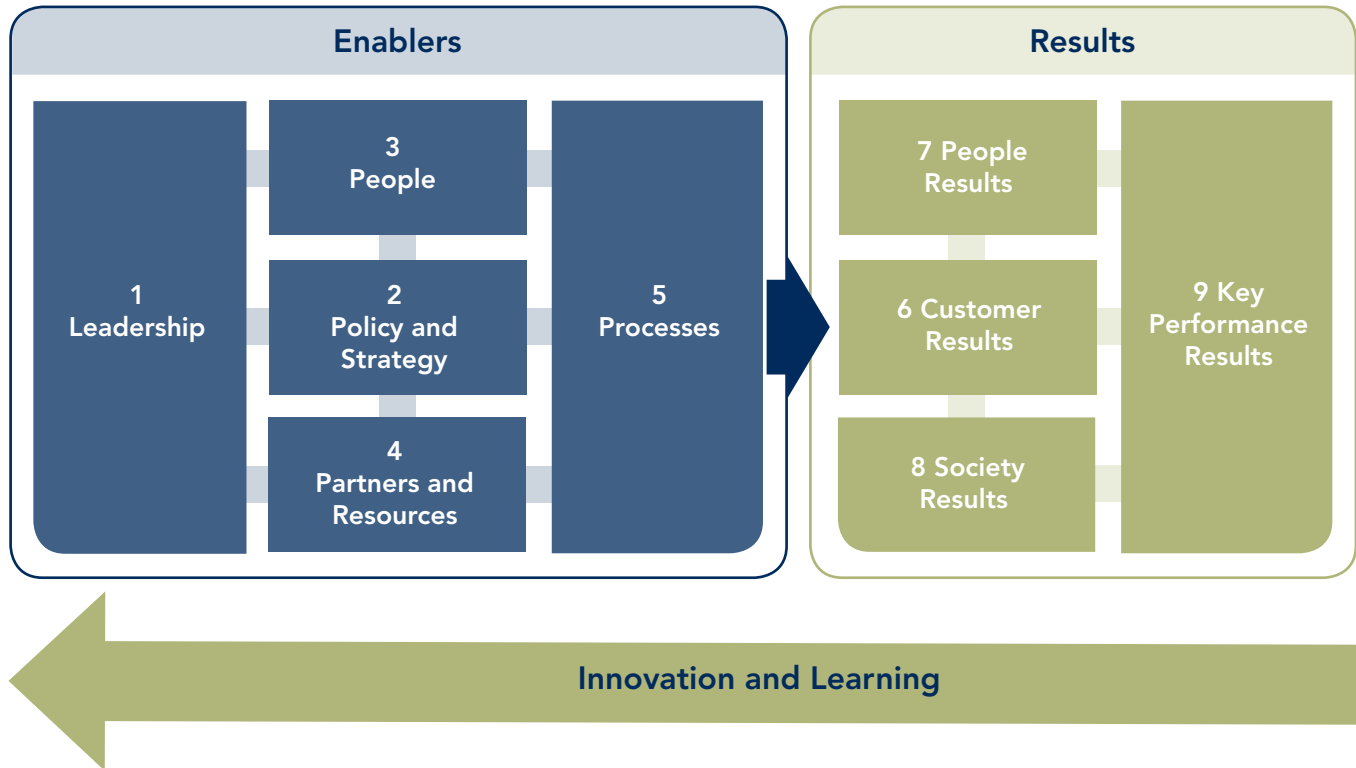 Enablers
Results
1
Leadership
3
People
2
Policy and
Strategy
4
Partners and
Resources
5
Processes
7 People
Results
6 Customer
Results
8 Society
Results
9 Key
Performance
Results
Innovation and Learning